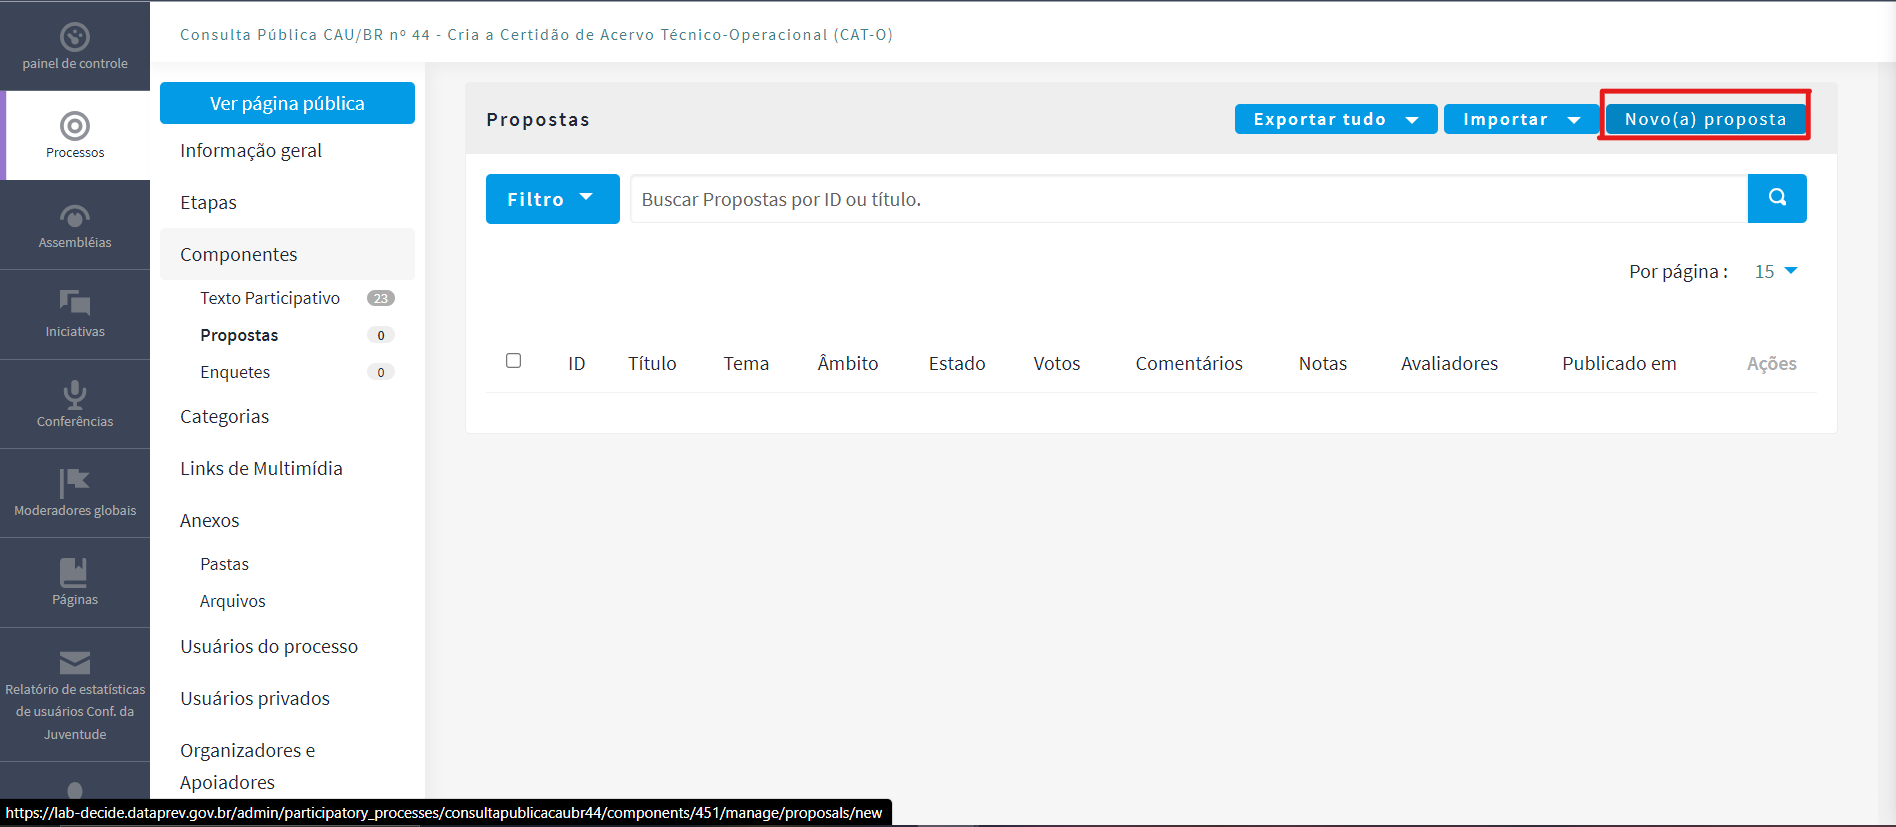 Consulta Pública CAU/BR nº 44 - Cria a Certidão de Acervo Técnico-Operacional (CAT-O)
painel de controle
Processos
Assembléias
Iniciativas
Conferências
Moderadores globais
Páginas
Relatório de estatísticas
de usuários Conf. da
Juventude
Ver página pública
Informação geral
Etapas
Componentes
Texto Participativo 23
Propostas 0
Enquetes 0
Categorias
Links de Multimídia
Anexos
Pastas
Arquivos
Usuários do processo
Usuários privados
Organizadores e
Apoiadores
Propostas
Exportar tudo
Importar
Novo(a) proposta
Filtro
Buscar Propostas por ID ou título.
Por página : 15
ID Título Tema Âmbito Estado Votos Comentários Notas Avaliadores Publicado em Ações
https://lab-decide.dataprev.gov.br/admin/participatory_processes/consultapublicacaubr44/components/451/manage/proposals/new